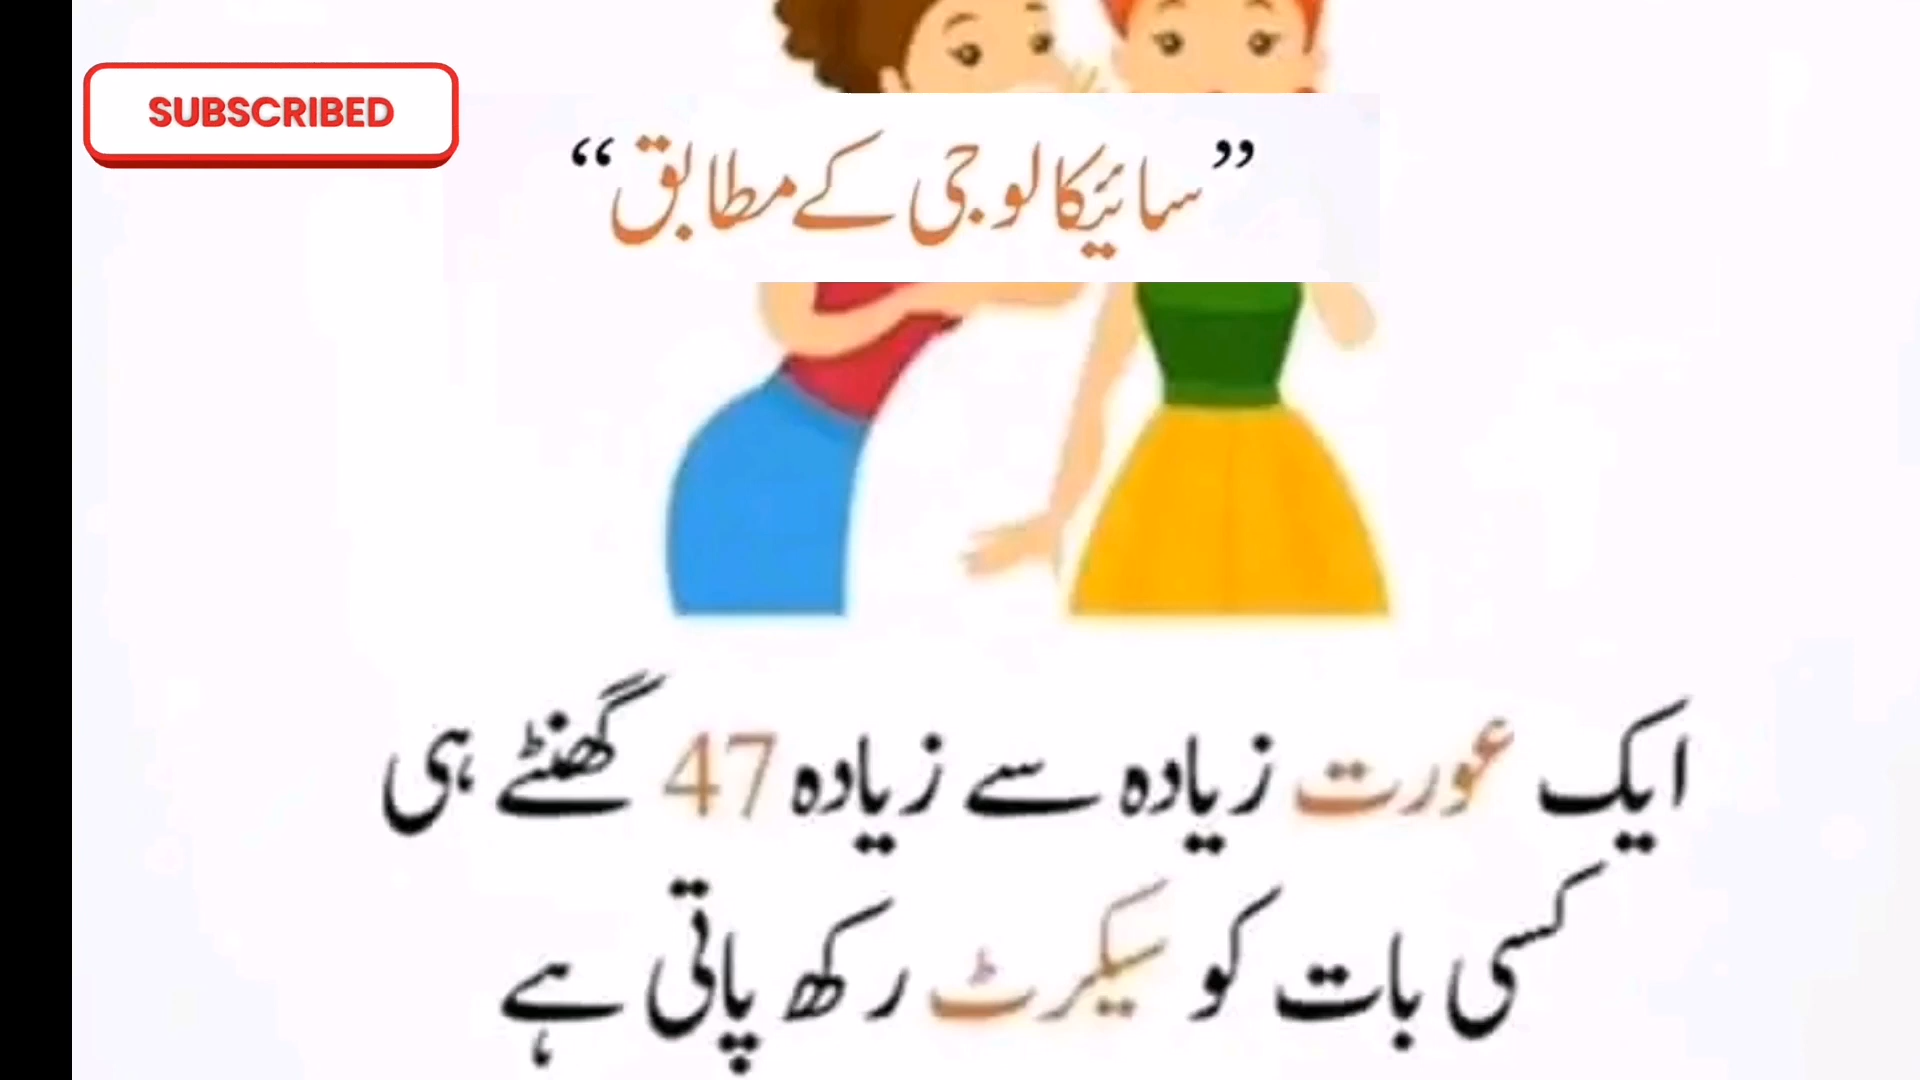 SUBSCRIBED
”سائیکالوجی کے مطابق“
ایک عورت زیادہ سے زیادہ 47 گھنٹے ہی
کسی بات کو سیکرٹ رکھ پاتی ہے